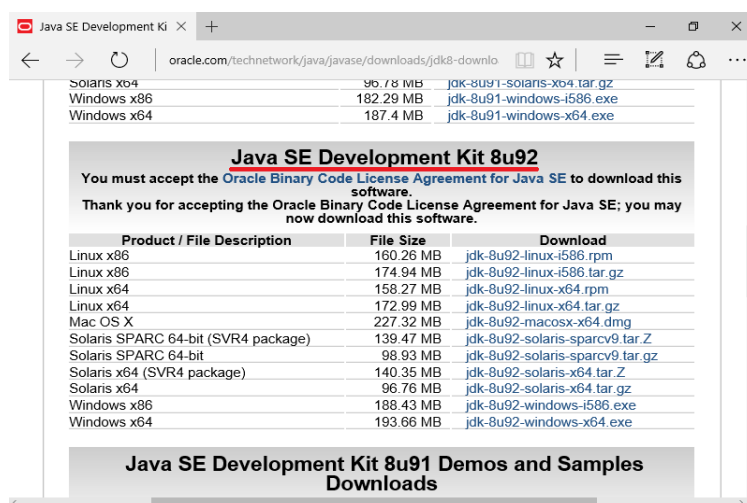 Java SE Development Ki
oracle.com/technetwork/java/javase/downloads/jdk8-downlo
Solaris x64 96.78 MB jdk-8u91-solaris-x64.tar.gz
Windows x86 182.29 MB jdk-8u91-windows-i586.exe
Windows x64 187.4 MB jdk-8u91-windows-x64.exe
Java SE Development Kit 8u92
You must accept the Oracle Binary Code License Agreement for Java SE to download this
software.
Thank you for accepting the Oracle Binary Code License Agreement for Java SE; you may
now download this software.
Product / File Description File Size Download
Linux x86 160.26 MB jdk-8u92-linux-i586.rpm
Linux x86 174.94 MB jdk-8u92-linux-i586.tar.gz
Linux x64 158.27 MB jdk-8u92-linux-x64.rpm
Linux x64 172.99 MB jdk-8u92-linux-x64.tar.gz
Mac OS X 227.32 MB jdk-8u92-macosx-x64.dmg
Solaris SPARC 64-bit (SVR4 package) 139.47 MB jdk-8u92-solaris-sparcv9.tar.Z
Solaris SPARC 64-bit 98.93 MB jdk-8u92-solaris-sparcv9.tar.gz
Solaris x64 (SVR4 package) 140.35 MB jdk-8u92-solaris-x64.tar.Z
Solaris x64 96.76 MB jdk-8u92-solaris-x64.tar.gz
Windows x86 188.43 MB jdk-8u92-windows-i586.exe
Windows x64 193.66 MB jdk-8u92-windows-x64.exe
Java SE Development Kit 8u91 Demos and Samples
Downloads